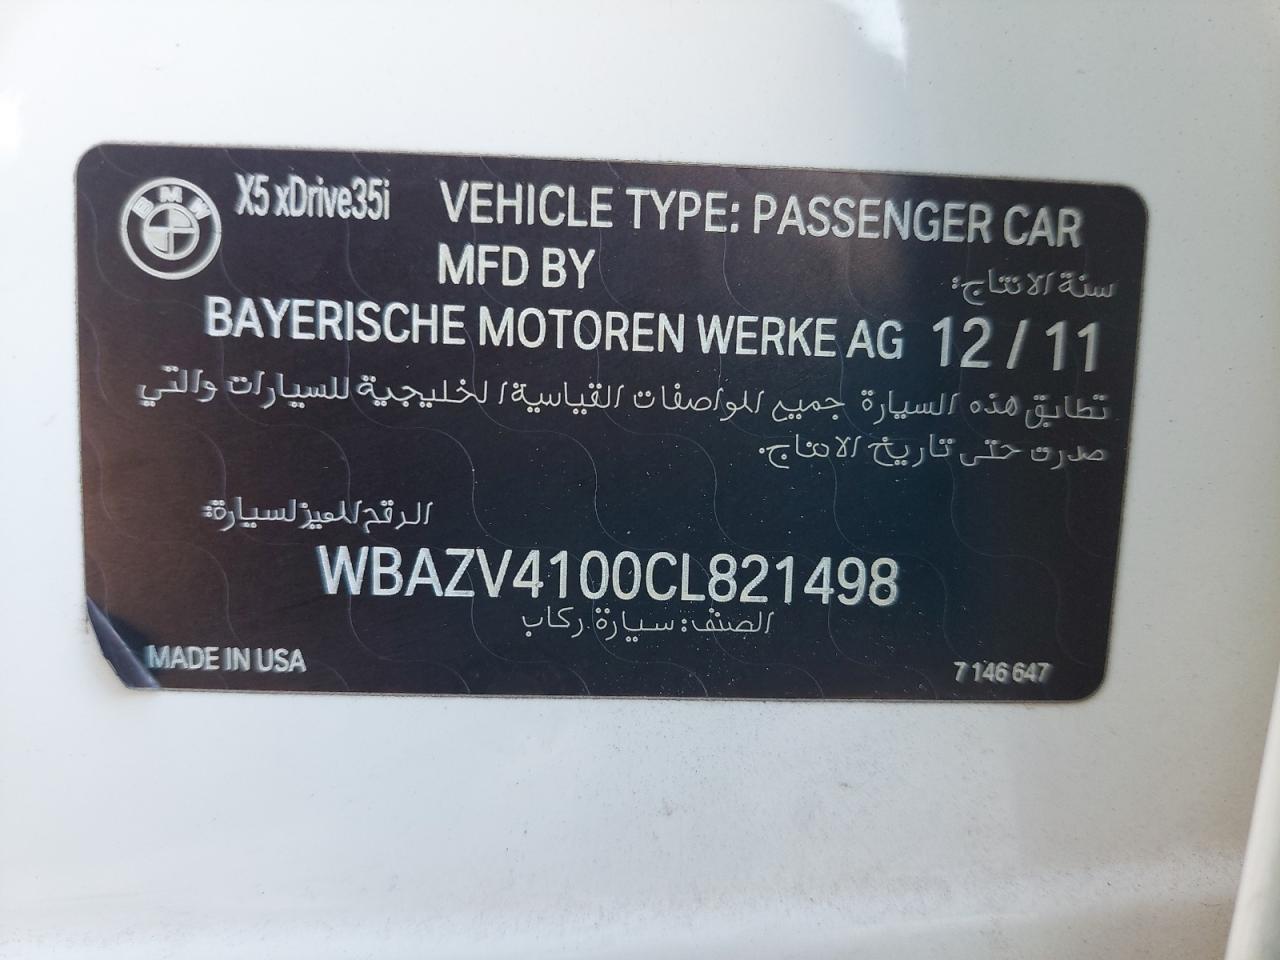 BMW
X5 xDrive35i VEHICLE TYPE: PASSENGER CAR
MFD BY
سنة الانتاج:
BAYERISCHE MOTOREN WERKE AG 12 / 11
تطابق هذه السيارة جميع المواصفات القياسية الخليجية للسيارات والتي
صدرت حتى تاريخ الانتاج.
الرقم المميز لسيارة:
WBAZV4100CL821498
الصنف: سيارة ركاب
MADE IN USA 7 146 647